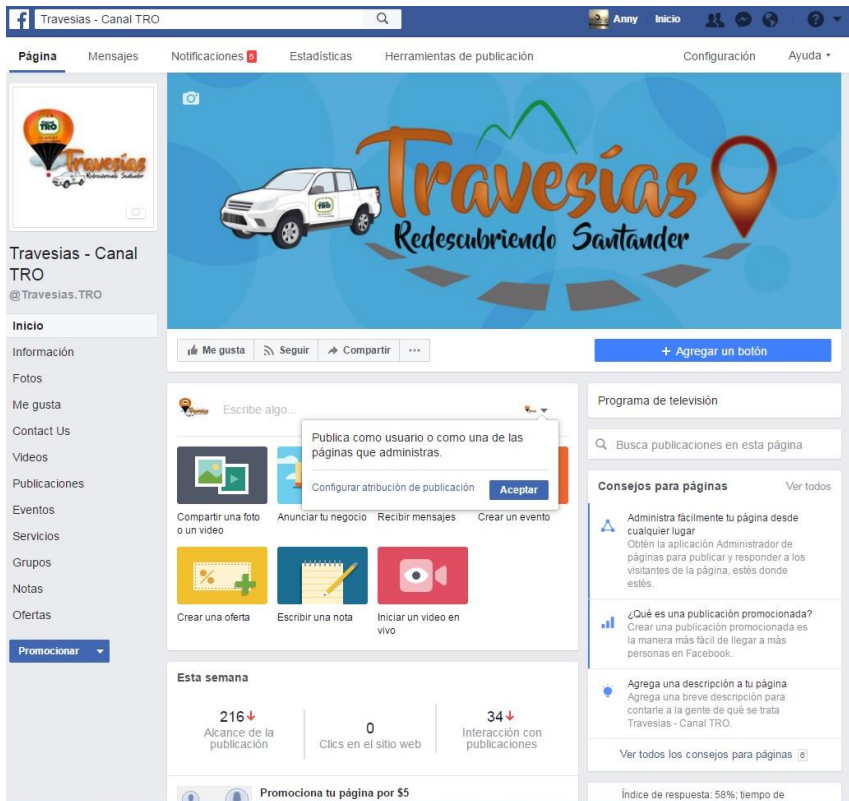 Travesias - Canal TRO
Anny Inicio
Página Mensajes Notificaciones 5 Estadísticas Herramientas de publicación Configuración Ayuda
Canal
TRO
Travesías
Redescubriendo Santander
TRO
Travesías
Redescubriendo Santander
Travesias - Canal
TRO
@Travesias.TRO
Inicio
Información
Fotos
Me gusta
Contact Us
Videos
Publicaciones
Eventos
Servicios
Grupos
Notas
Ofertas
Promocionar
Me gusta Seguir Compartir ...
+ Agregar un botón
Escribe algo...
Publica como usuario o como una de las
páginas que administras.
Configurar atribución de publicación Aceptar
Compartir una foto
o un video
Anunciar tu negocio
Recibir mensajes
Crear un evento
Crear una oferta
Escribir una nota
Iniciar un video en
vivo
Esta semana
216
Alcance de la
publicación
0
Clics en el sitio web
34
Interacción con
publicaciones
Promociona tu página por $5
Programa de televisión
Busca publicaciones en esta página
Consejos para páginas Ver todos
Administra fácilmente tu página desde
cualquier lugar
Obtén la aplicación Administrador de
páginas para publicar y responder a los
visitantes de la página, estés donde
estés.
¿Qué es una publicación promocionada?
Crear una publicación promocionada es
la manera más fácil de llegar a más
personas en Facebook.
Agrega una descripción a tu página
Agrega una breve descripción para
contarle a la gente de qué se trata
Travesias - Canal TRO.
Ver todos los consejos para páginas 6
Índice de respuesta: 58%; tiempo de